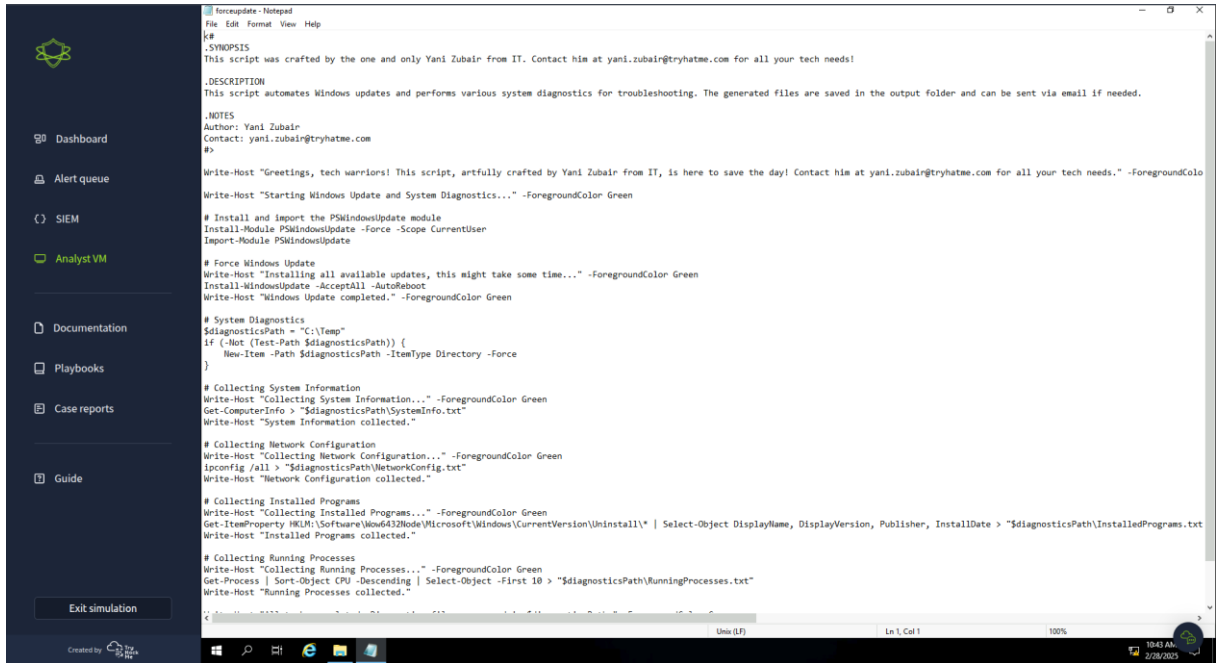 forceupdate - Notepad
File Edit Format View Help
<#
.SYNOPSIS
This script was crafted by the one and only Yani Zubair from IT. Contact him at yani.zubair@tryhatme.com for all your tech needs!
.DESCRIPTION
This script automates Windows updates and performs various system diagnostics for troubleshooting. The generated files are saved in the output folder and can be sent via email if needed.
.NOTES
Author: Yani Zubair
Contact: yani.zubair@tryhatme.com
#>
Write-Host "Greetings, tech warriors! This script, artfully crafted by Yani Zubair from IT, is here to save the day! Contact him at yani.zubair@tryhatme.com for all your tech needs." -ForegroundColo
Write-Host "Starting Windows Update and System Diagnostics..." -ForegroundColor Green
# Install and import the PSWindowsUpdate module
Install-Module PSWindowsUpdate -Force -Scope CurrentUser
Import-Module PSWindowsUpdate
# Force Windows Update
Write-Host "Installing all available updates, this might take some time..." -ForegroundColor Green
Install-WindowsUpdate -AcceptAll -AutoReboot
Write-Host "Windows Update completed." -ForegroundColor Green
# System Diagnostics
$diagnosticsPath = "C:\Temp"
if (-Not (Test-Path $diagnosticsPath)) {
New-Item -Path $diagnosticsPath -ItemType Directory -Force
}
# Collecting System Information
Write-Host "Collecting System Information..." -ForegroundColor Green
Get-ComputerInfo > "$diagnosticsPath\SystemInfo.txt"
Write-Host "System Information collected."
# Collecting Network Configuration
Write-Host "Collecting Network Configuration..." -ForegroundColor Green
ipconfig /all > "$diagnosticsPath\NetworkConfig.txt"
Write-Host "Network Configuration collected."
# Collecting Installed Programs
Write-Host "Collecting Installed Programs..." -ForegroundColor Green
Get-ItemProperty HKLM:\Software\Wow6432Node\Microsoft\Windows\CurrentVersion\Uninstall\* | Select-Object DisplayName, DisplayVersion, Publisher, InstallDate > "$diagnosticsPath\InstalledPrograms.txt
Write-Host "Installed Programs collected."
# Collecting Running Processes
Write-Host "Collecting Running Processes..." -ForegroundColor Green
Get-Process | Sort-Object CPU -Descending | Select-Object -First 10 > "$diagnosticsPath\RunningProcesses.txt"
Write-Host "Running Processes collected."
Unix (LF)
Ln 1, Col 1
100%
10:43 AM
2/28/2025
Dashboard
Alert queue
SIEM
Analyst VM
Documentation
Playbooks
Case reports
Guide
Exit simulation
Created by
Try
Hack
Me